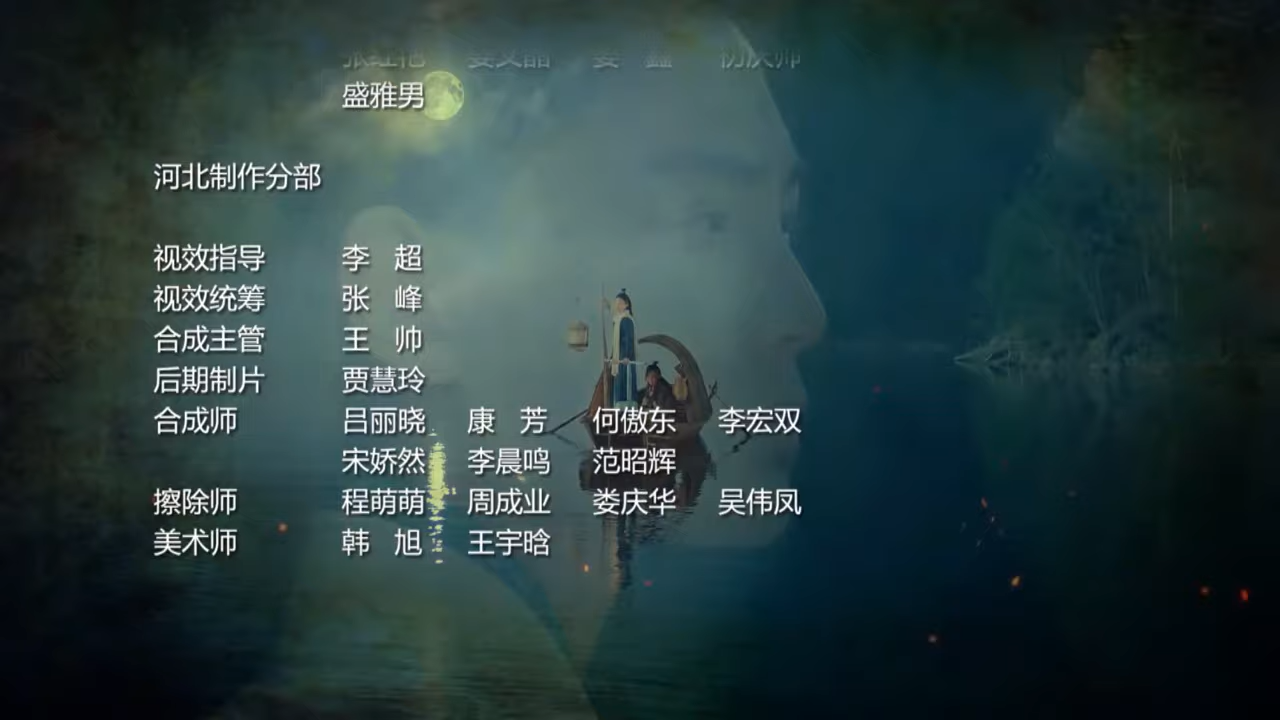 盛雅男
河北制作分部
视效指导 李 超
视效统筹 张 峰
合成主管 王 帅
后期制片 贾慧玲
合成师 吕丽晓 康 芳 何傲东 李宏双
宋娇然 李晨鸣 范昭辉
擦除师 程萌萌 周成业 娄庆华 吴伟凤
美术师 韩 旭 王宇晗